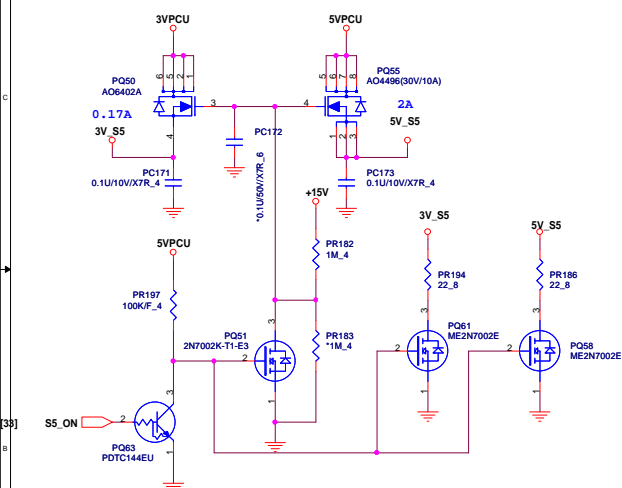 3VPCU
5VPCU
6
5
2
1
PQ50
AO6402A
3
4
0.17A
3V_S5
PC171
0.1U/10V/X7R_4
PC172
*0.1U/50V/X7R_6
5
6
7
8
PQ55
AO4496(30V/10A)
4
1
2
3
2A
5V_S5
PC173
0.1U/10V/X7R_4
C
+15V
PR182
1M_4
3V_S5
5V_S5
5VPCU
PR197
100K/F_4
PR194
22_8
PR186
22_8
PQ51
2N7002K-T1-E3
3
2
1
PR183
*1M_4
3
PQ61
ME2N7002E
2
1
3
PQ58
ME2N7002E
2
1
[33]
S5_ON
2
3
1
PQ63
PDTC144EU
B